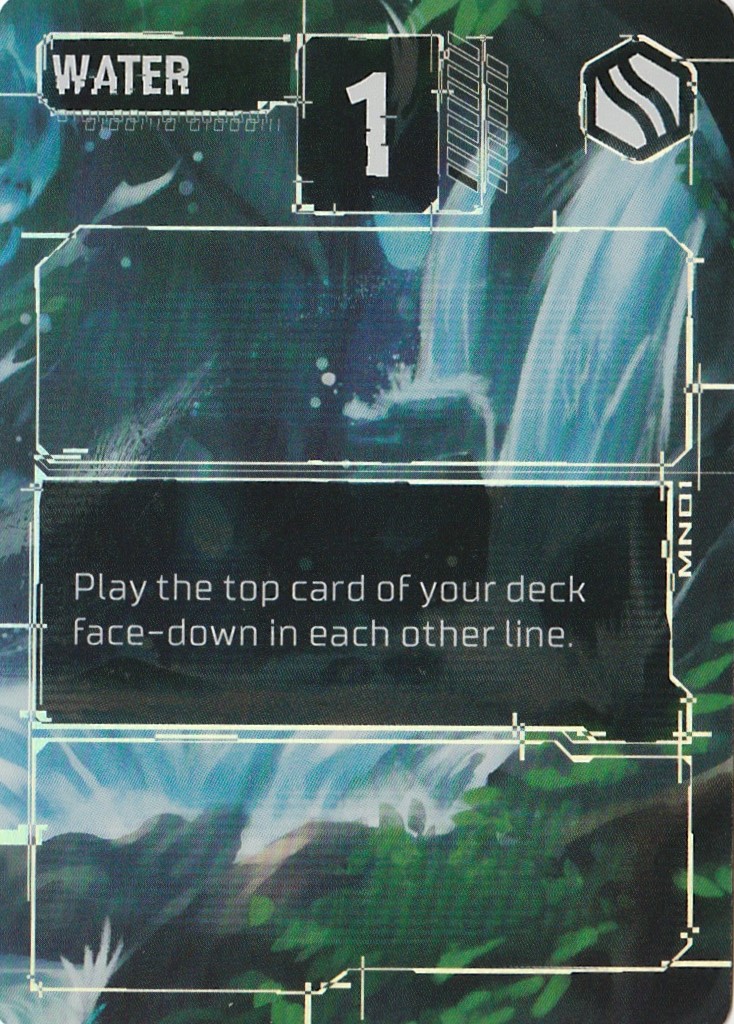 WATER
1
Play the top card of your deck
face-down in each other line.
MN01